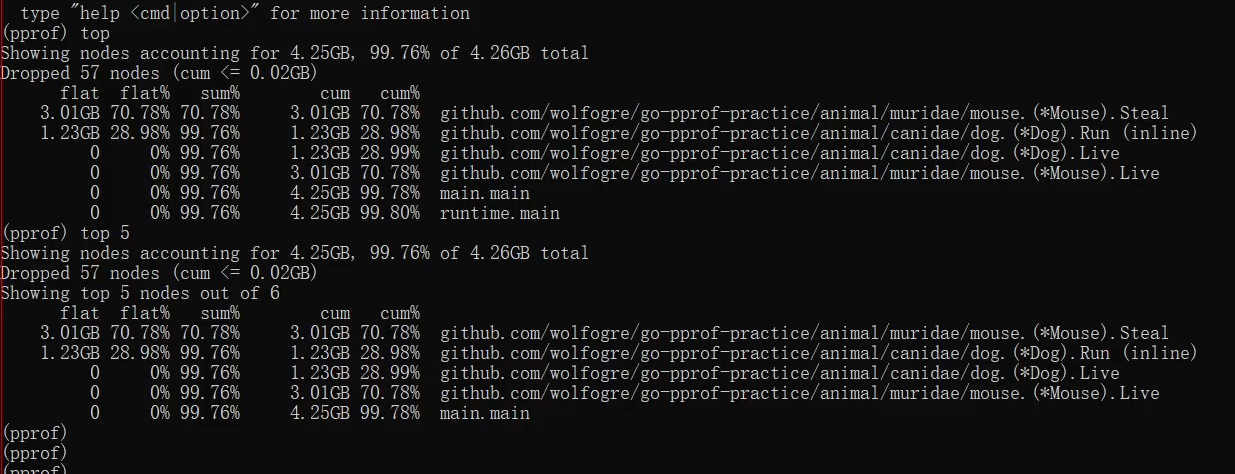 type "help <cmd|option>" for more information
(pprof) top
Showing nodes accounting for 4.25GB, 99.76% of 4.26GB total
Dropped 57 nodes (cum <= 0.02GB)
flat flat% sum% cum cum%
3.01GB 70.78% 70.78% 3.01GB 70.78% github.com/wolfogre/go-pprof-practice/animal/muridae/mouse.(*Mouse).Steal
1.23GB 28.98% 99.76% 1.23GB 28.98% github.com/wolfogre/go-pprof-practice/animal/canidae/dog.(*Dog).Run (inline)
0 0% 99.76% 1.23GB 28.99% github.com/wolfogre/go-pprof-practice/animal/canidae/dog.(*Dog).Live
0 0% 99.76% 3.01GB 70.78% github.com/wolfogre/go-pprof-practice/animal/muridae/mouse.(*Mouse).Live
0 0% 99.76% 4.25GB 99.78% main.main
0 0% 99.76% 4.25GB 99.80% runtime.main
(pprof) top 5
Showing nodes accounting for 4.25GB, 99.76% of 4.26GB total
Dropped 57 nodes (cum <= 0.02GB)
Showing top 5 nodes out of 6
flat flat% sum% cum cum%
3.01GB 70.78% 70.78% 3.01GB 70.78% github.com/wolfogre/go-pprof-practice/animal/muridae/mouse.(*Mouse).Steal
1.23GB 28.98% 99.76% 1.23GB 28.98% github.com/wolfogre/go-pprof-practice/animal/canidae/dog.(*Dog).Run (inline)
0 0% 99.76% 1.23GB 28.99% github.com/wolfogre/go-pprof-practice/animal/canidae/dog.(*Dog).Live
0 0% 99.76% 3.01GB 70.78% github.com/wolfogre/go-pprof-practice/animal/muridae/mouse.(*Mouse).Live
0 0% 99.76% 4.25GB 99.78% main.main
(pprof)
(pprof)
(pprof)